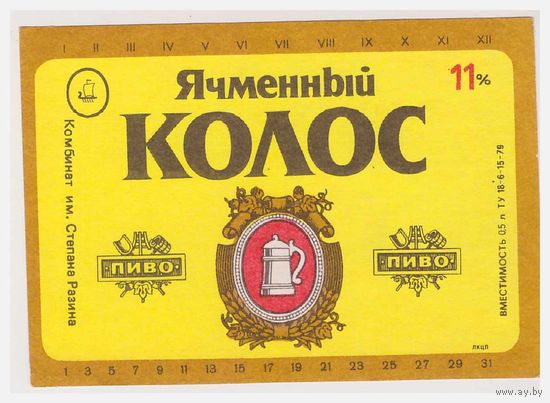 I II III IV V VI VII VIII IX X XI XII
Ячменный
11%
КОЛОС
Комбинат им. Степана Разина
ПИВО
ПИВО
ВМЕСТИМОСТЬ 0,5 л ТУ 18-6-15-79
ЛКЦП
1 3 5 7 9 11 13 15 17 19 21 23 25 27 29 31
www.ay.by